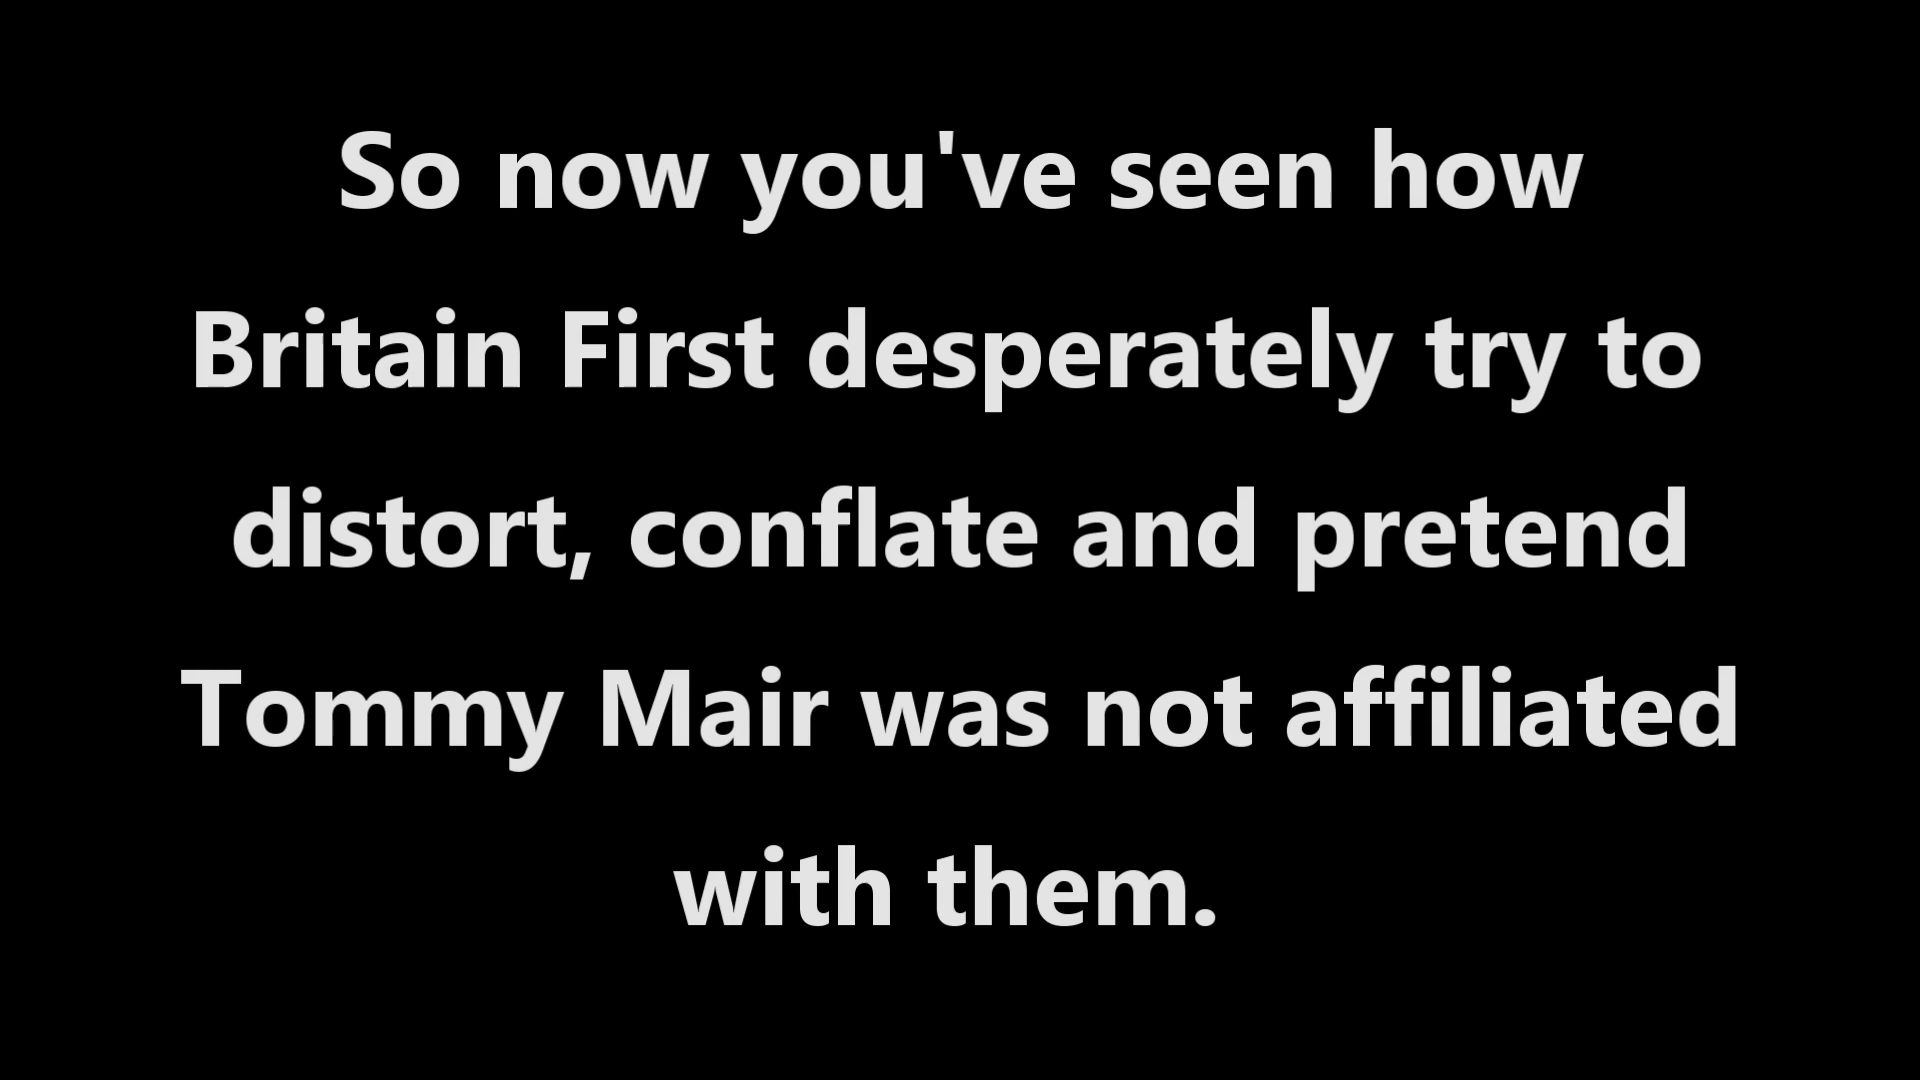 So now you've seen how
Britain First desperately try to
distort, conflate and pretend
Tommy Mair was not affiliated
with them.